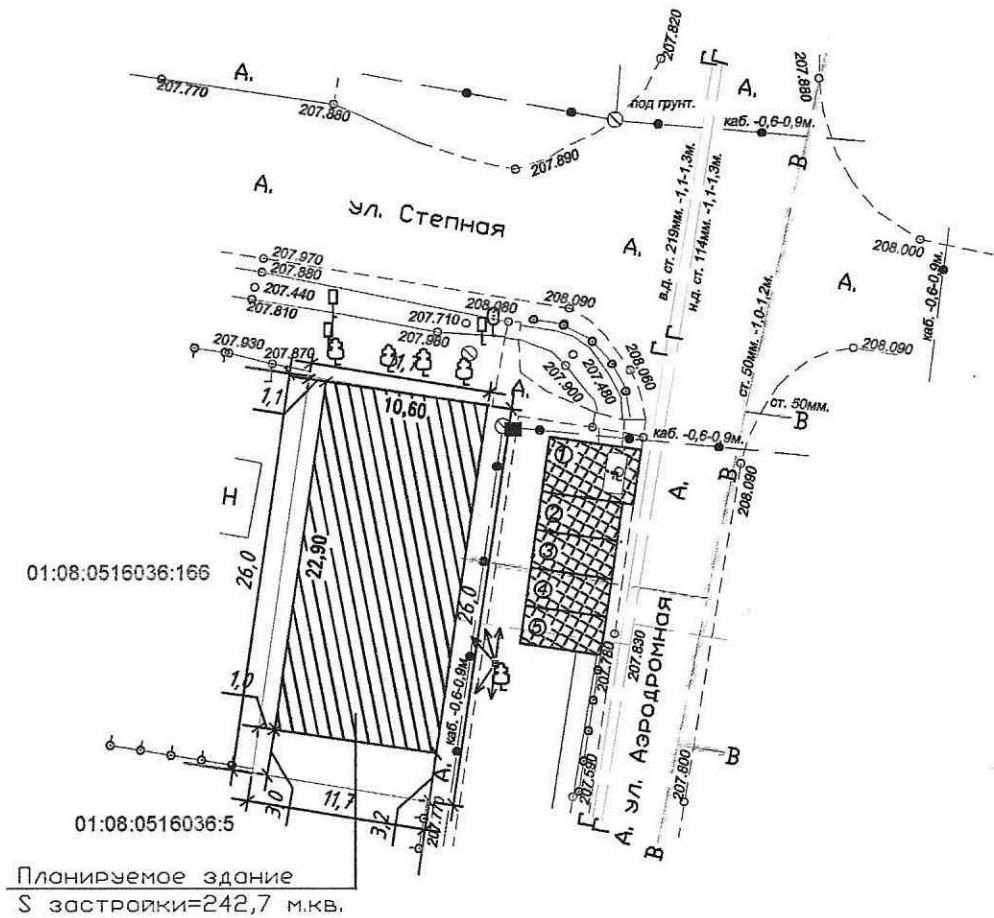 207.820
А.
207.770
207.880
под грунт.
А.
207.880
каб. -0,6-0,9м.
В
207.890
А.
ул. Степная
А.
в.д. ст. 219мм. -1,1-1,3м.
н.д. ст. 114мм. -1,1-1,3м.
208.000
каб. -0,6-0,9м.
А.
ст. 50мм. -1,0-1,2м.
207.970
207.880
207.440
207.810
208.080
208.090
207.710
207.960
207.930
207.870
208.060
207.480
207.900
208.090
ст. 50мм.
В
1,1
10,60
А.
каб. -0,6-0,9м.
1
2
3
4
5
А.
В
208.090
Н
22,90
26,0
26,0
01:08:0516036:166
1,0
каб. -0,6-0,9м.
207.780
207.830
ул. Аэродромная
В
207.590
207.800
А.
А.
В
207.770
3,0
11,7
3,2
01:08:0516036:5
Планируемое здание
S застройки=242,7 м.кв.